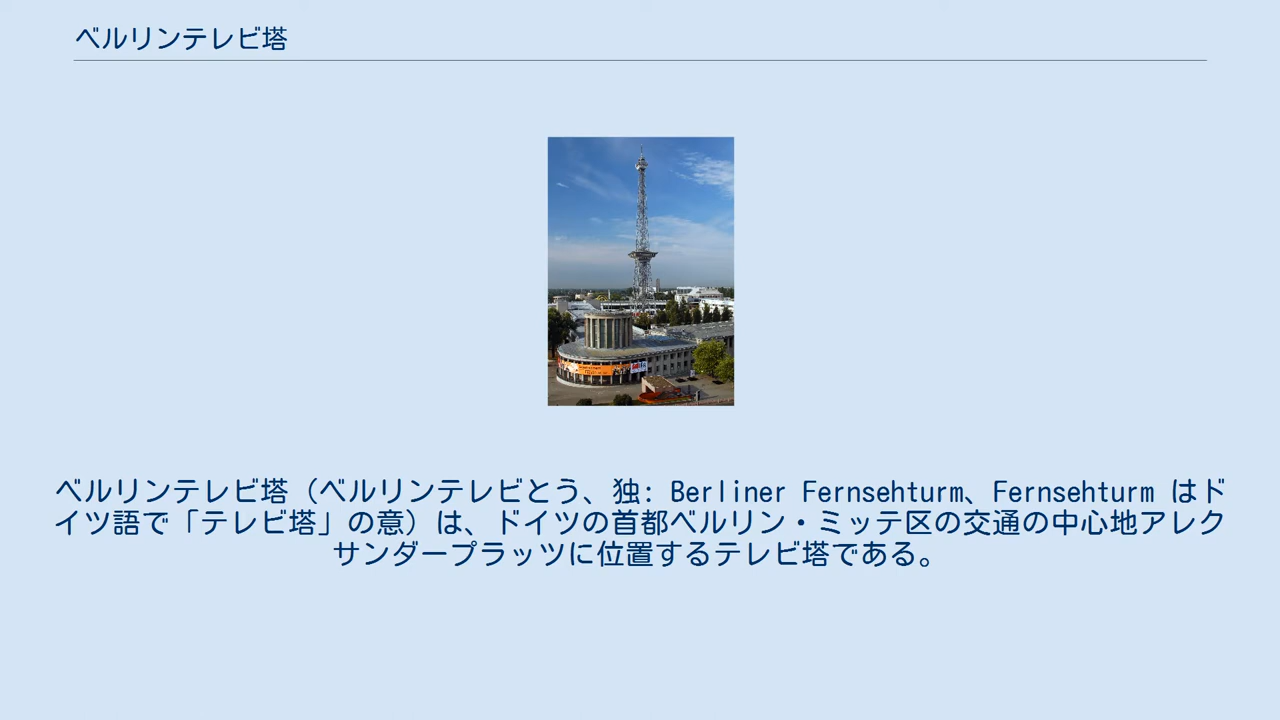 ベルリンテレビ塔
ベルリンテレビ塔（ベルリンテレビとう、独: Berliner Fernsehturm、Fernsehturm はド
イツ語で「テレビ塔」の意）は、ドイツの首都ベルリン・ミッテ区の交通の中心地アレク
サンダープラッツに位置するテレビ塔である。